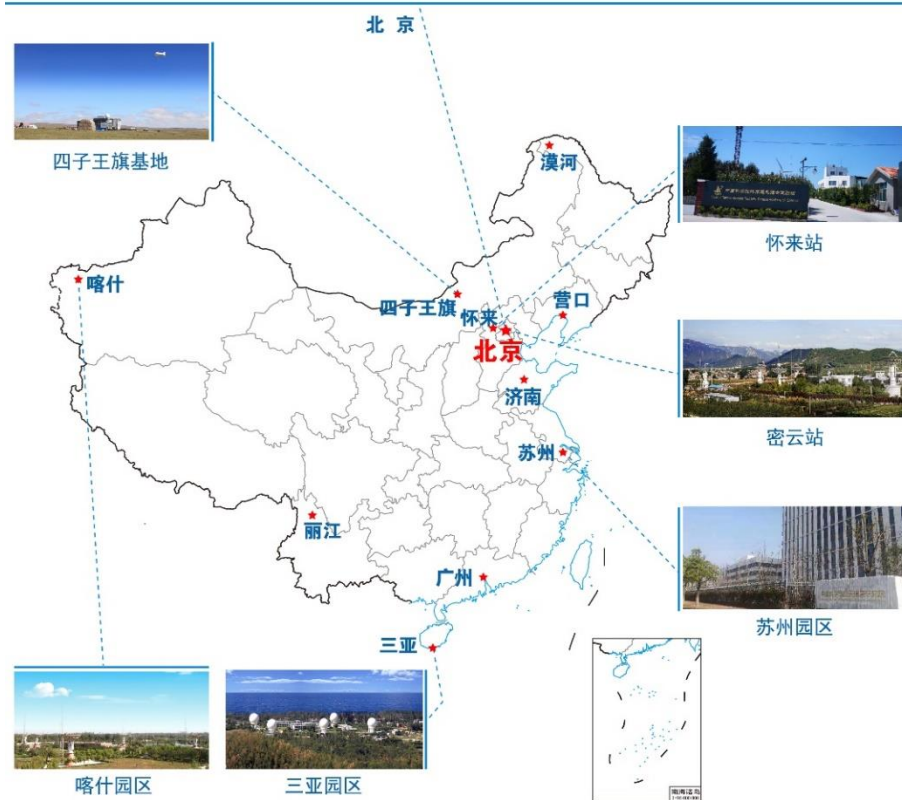 北京
四子王旗基地
漠河
怀来站
喀什
四子王旗
怀来
营口
北京
济南
密云站
苏州
丽江
广州
苏州园区
三亚
喀什园区
三亚园区
南海诸岛